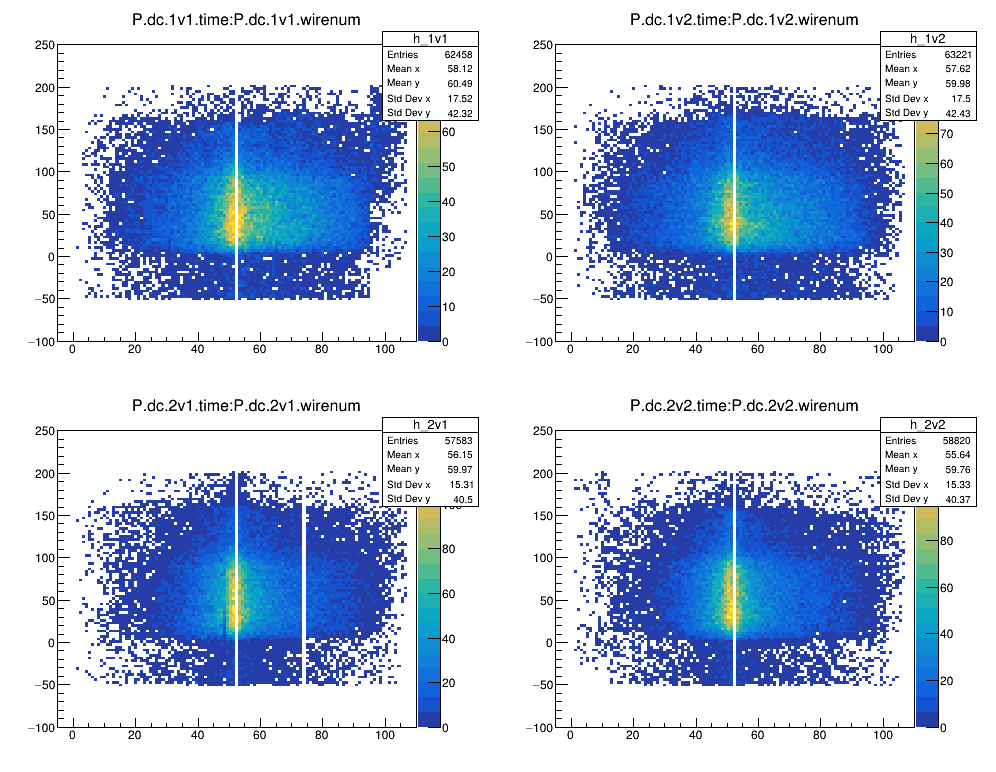 P.dc.1v1.time:P.dc.1v1.wirenum
h_1v1
Entries 62458
Mean x 58.12
Mean y 60.49
Std Dev x 17.52
Std Dev y 42.32
250
200
150
100
50
0
−50
−100
0 20 40 60 80 100
60
50
40
30
20
10
0
P.dc.1v2.time:P.dc.1v2.wirenum
h_1v2
Entries 63221
Mean x 57.62
Mean y 59.98
Std Dev x 17.5
Std Dev y 42.43
250
200
150
100
50
0
−50
−100
0 20 40 60 80 100
70
60
50
40
30
20
10
0
P.dc.2v1.time:P.dc.2v1.wirenum
h_2v1
Entries 57583
Mean x 56.15
Mean y 59.97
Std Dev x 15.31
Std Dev y 40.5
250
200
150
100
50
0
−50
−100
0 20 40 60 80 100
80
60
40
20
0
P.dc.2v2.time:P.dc.2v2.wirenum
h_2v2
Entries 58820
Mean x 55.64
Mean y 59.76
Std Dev x 15.33
Std Dev y 40.37
250
200
150
100
50
0
−50
−100
0 20 40 60 80 100
80
60
40
20
0